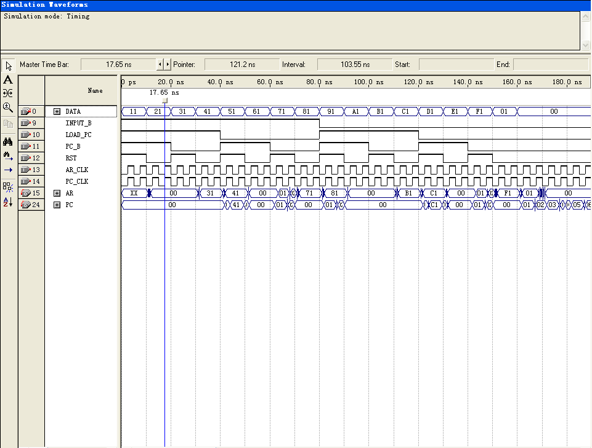 Simulation Waveforms
Simulation mode: Timing
Master Time Bar: 17.65 ns Pointer: 121.2 ns Interval: 103.55 ns Start: End:
Name
0 ps 20.0 ns 40.0 ns 60.0 ns 80.0 ns 100.0 ns 120.0 ns 140.0 ns 160.0 ns 180.0 ns
17.65 ns
0 DATA 11 21 31 41 51 61 71 81 91 A1 B1 C1 D1 E1 F1 01 00
9 INPUT_B
10 LOAD_PC
11 PC_B
12 RST
13 AR_CLK
14 PC_CLK
15 AR XX 00 31 41 00 01 71 81 00 B1 C1 00 01 F1 01 00
24 PC 00 41 00 01 00 01 00 C1 00 01 00 01 02 03 05